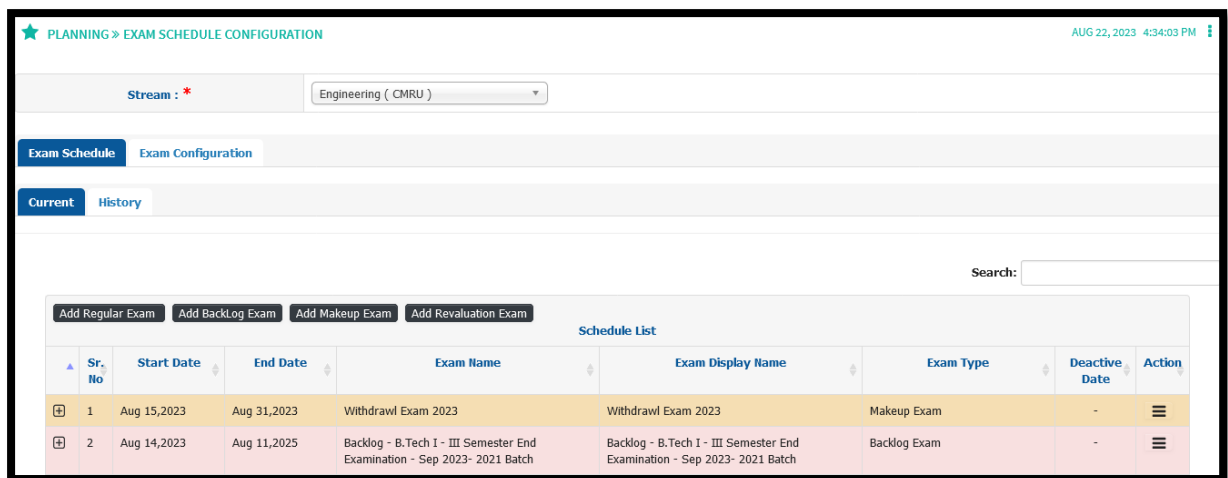 PLANNING » EXAM SCHEDULE CONFIGURATION
AUG 22, 2023 4:34:03 PM
Stream : *
Engineering ( CMRU )
Exam Schedule Exam Configuration
Current History
Search:
Add Regular Exam Add BackLog Exam Add Makeup Exam Add Revaluation Exam
Schedule List
Sr. No Start Date End Date Exam Name Exam Display Name Exam Type Deactive Date Action
1 Aug 15,2023 Aug 31,2023 Withdrawl Exam 2023 Withdrawl Exam 2023 Makeup Exam -
2 Aug 14,2023 Aug 11,2025 Backlog - B.Tech I - III Semester End Backlog - B.Tech I - III Semester End Backlog Exam -
Examination - Sep 2023- 2021 Batch Examination - Sep 2023- 2021 Batch